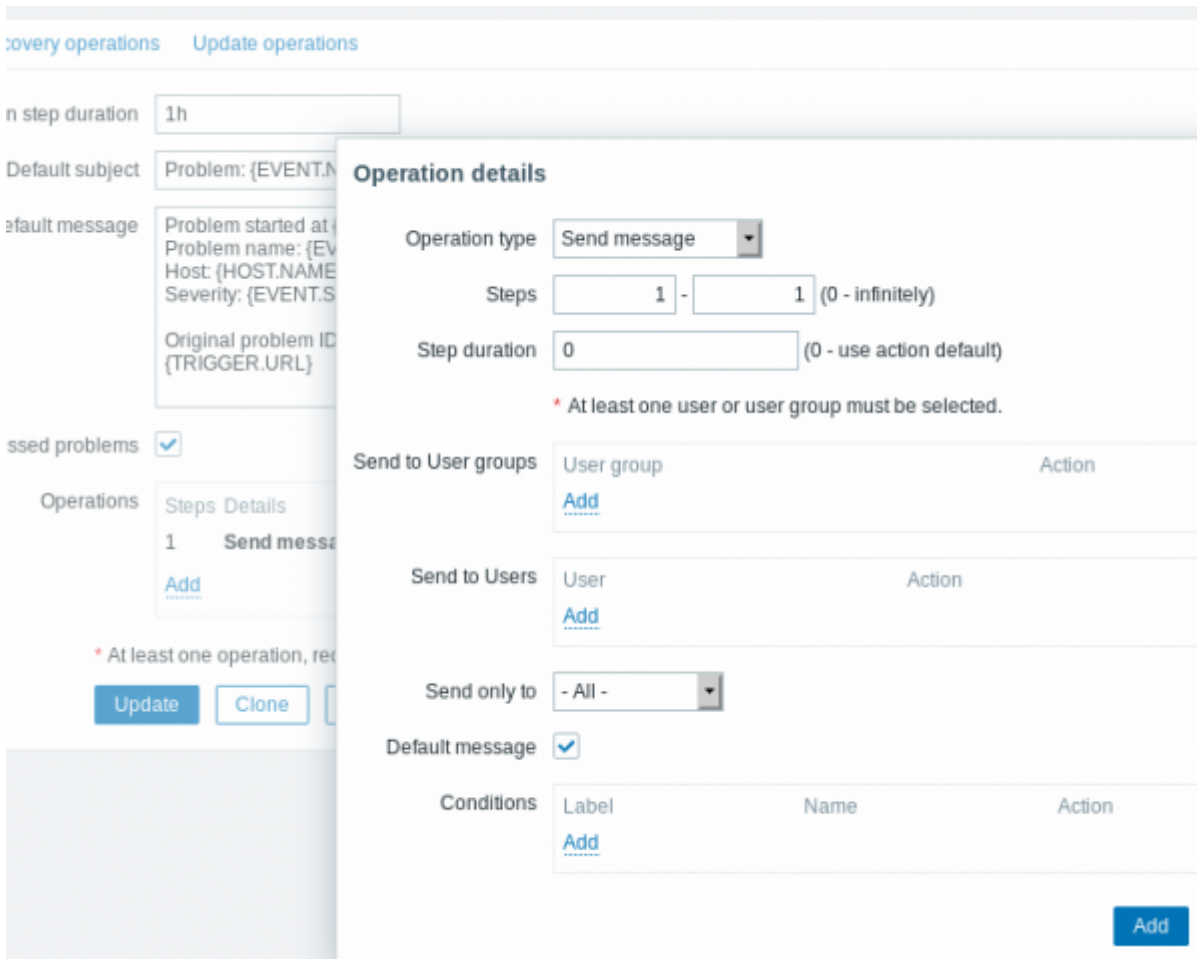 covery operations Update operations
n step duration 1h
Default subject Problem: {EVENT.N
efault message Problem started at
Problem name: {EV
Host: {HOST.NAME
Severity: {EVENT.S
Original problem ID
{TRIGGER.URL}
ssed problems
Operations Steps Details
1 Send messa
Add
* At least one operation, rec
Update Clone
Operation details
Operation type Send message
Steps 1 - 1 (0 - infinitely)
Step duration 0 (0 - use action default)
* At least one user or user group must be selected.
Send to User groups User group Action
Add
Send to Users User Action
Add
Send only to - All -
Default message
Conditions Label Name Action
Add
Add